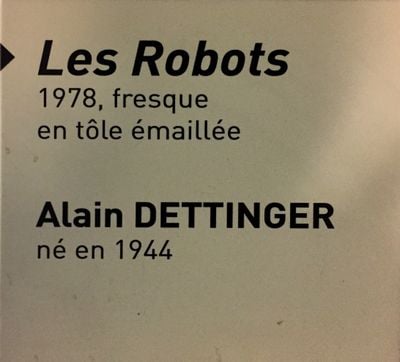 Les Robots
1978, fresque
en tôle émaillée
Alain DETTINGER
né en 1944